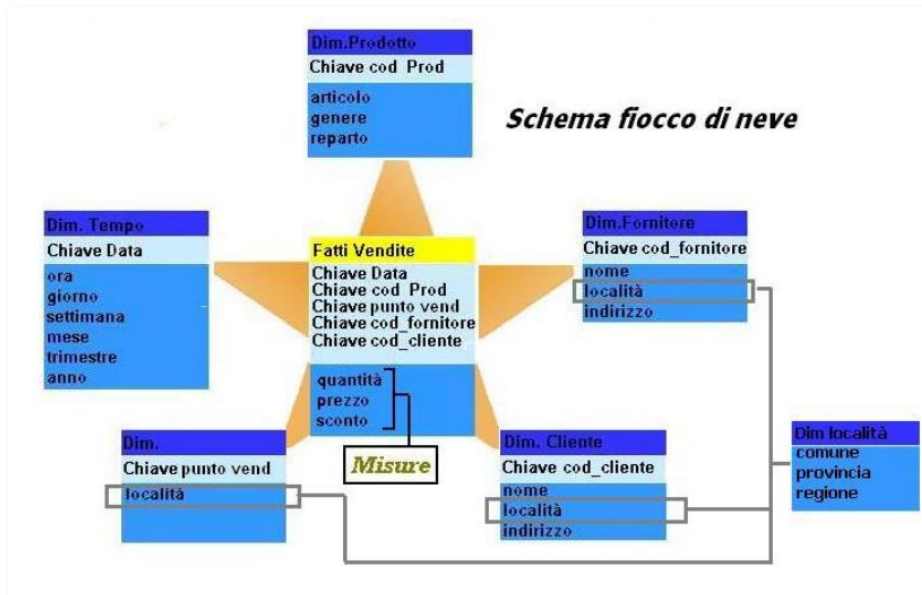 Dim.Prodotto
Chiave cod Prod
articolo
genere
reparto
Schema fiocco di neve
Dim. Tempo
Chiave Data
ora
giorno
settimana
mese
trimestre
anno
Fatti Vendite
Chiave Data
Chiave cod Prod
Chiave punto vend
Chiave cod_fornitore
Chiave cod_cliente
quantità
prezzo
sconto
Misure
Dim.Fornitore
Chiave cod_fornitore
nome
località
indirizzo
Dim.
Chiave punto vend
località
Dim. Cliente
Chiave cod_cliente
nome
località
indirizzo
Dim località
comune
provincia
regione